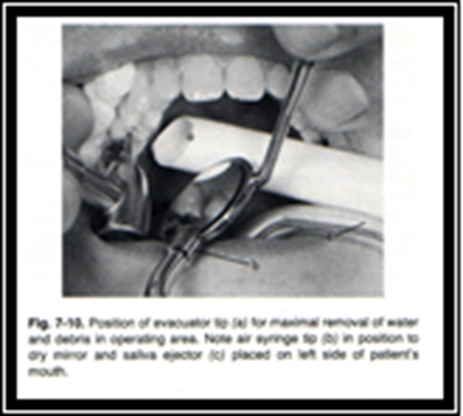 Fig. 7-10. Position of evacuator tip (a) for maximal removal of water
and debris in operating area. Note air syringe tip (b) in position to
dry mirror and saliva ejector (c) placed on left side of patient's
mouth.